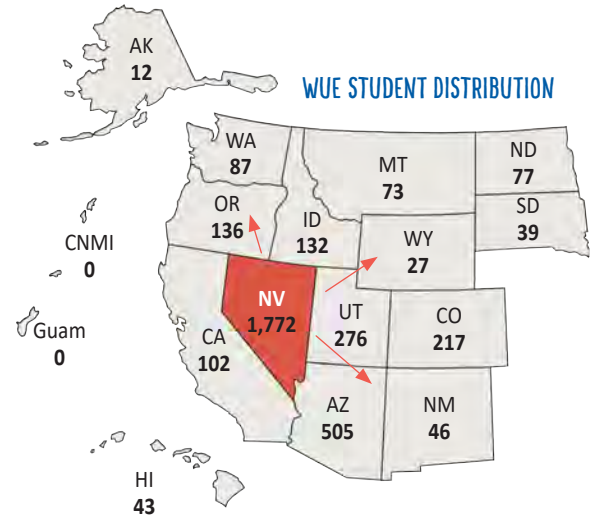 AK
12
WUE STUDENT DISTRIBUTION
WA
87
MT
73
ND
77
OR
136
ID
132
SD
39
WY
27
CNMI
0
NV
1,772
UT
276
CO
217
Guam
0
CA
102
AZ
505
NM
46
HI
43